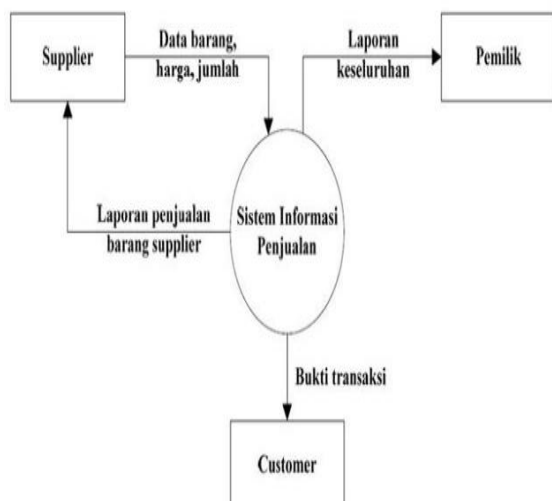 Supplier
Data barang,
harga, jumlah
Laporan
keseluruhan
Pemilik
Laporan penjualan
barang supplier
Sistem Informasi
Penjualan
Bukti transaksi
Customer